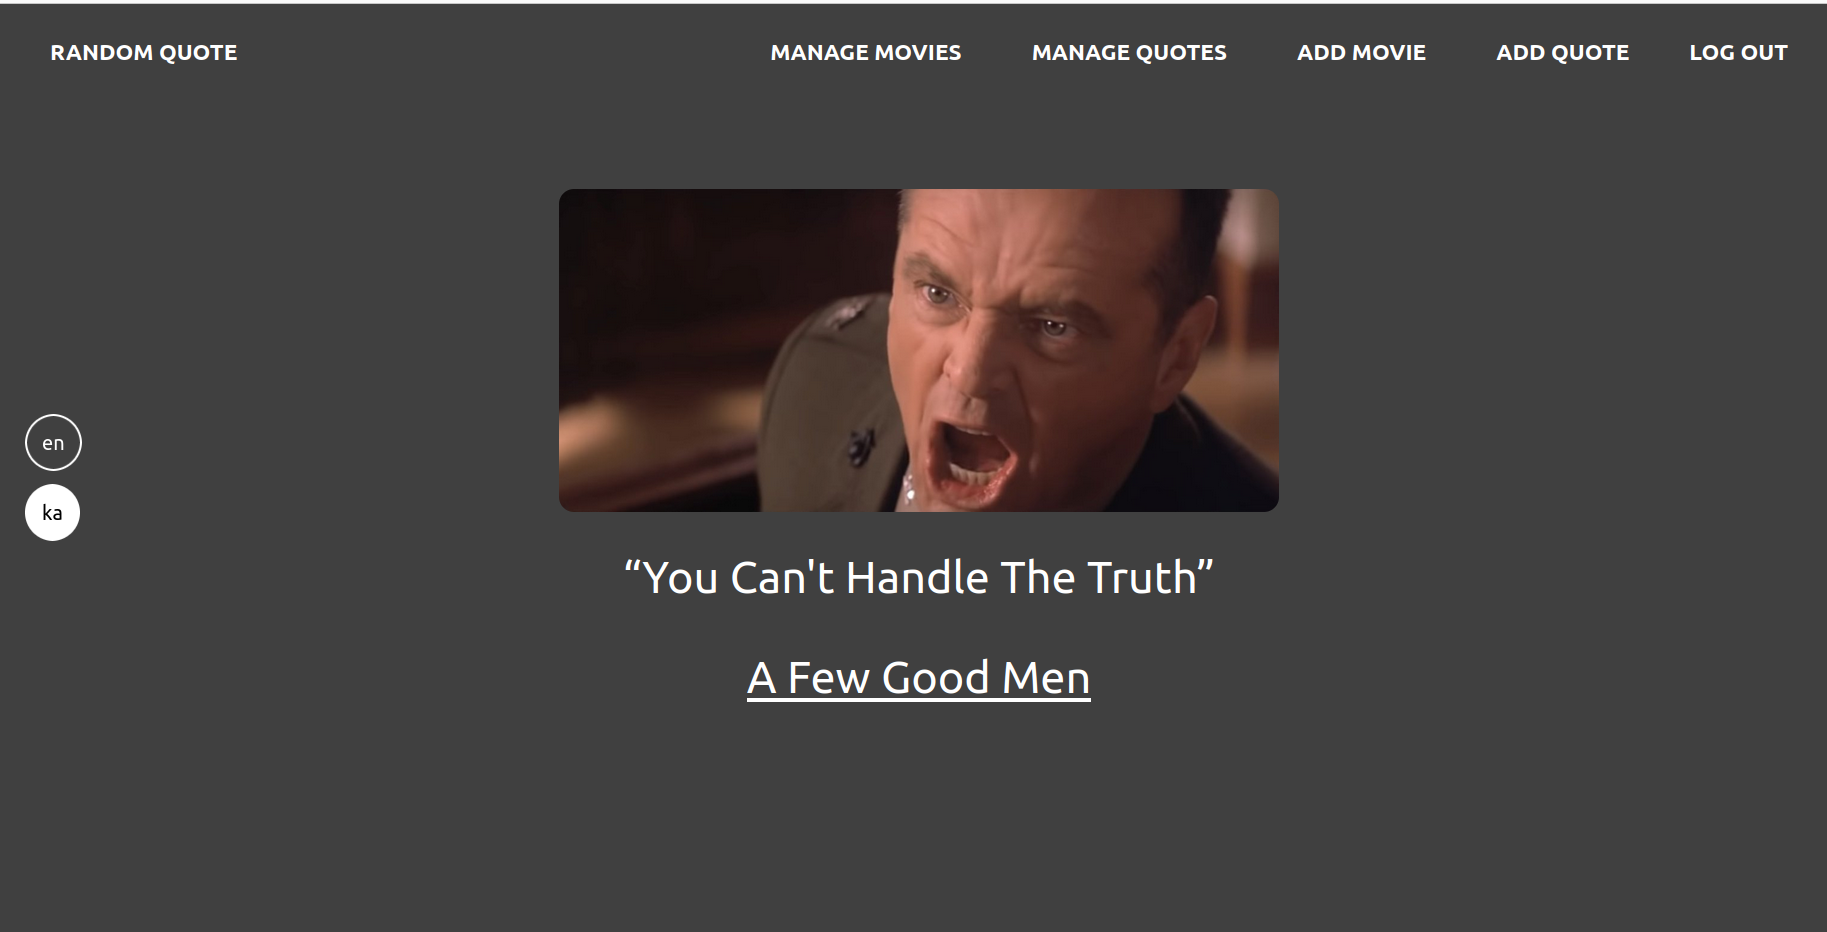 RANDOM QUOTE MANAGE MOVIES MANAGE QUOTES ADD MOVIE ADD QUOTE LOG OUT
en
ka
“You Can't Handle The Truth”
A Few Good Men